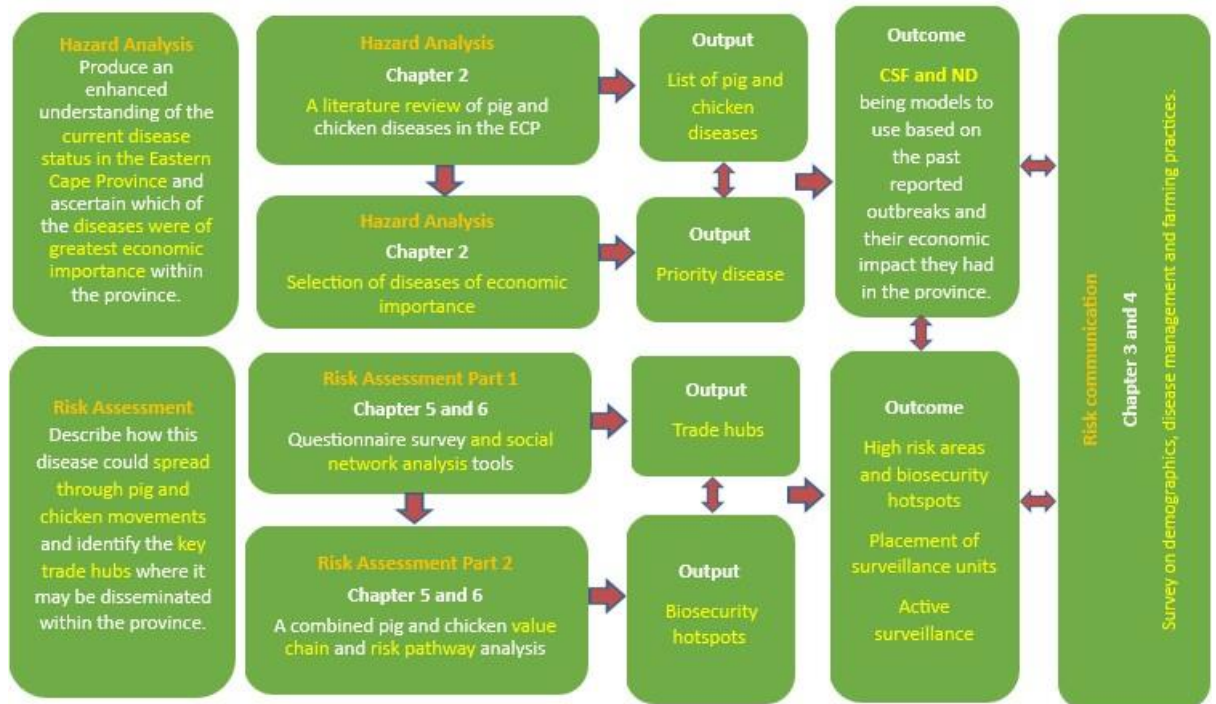 Hazard Analysis
Produce an
enhanced
understanding of the
current disease
status in the Eastern
Cape Province and
ascertain which of
the diseases were of
greatest economic
importance within
the province.
Hazard Analysis
Chapter 2
A literature review of pig and
chicken diseases in the ECP
Output
List of pig and
chicken
diseases
Hazard Analysis
Chapter 2
Selection of diseases of economic
importance
Output
Priority disease
Outcome
CSF and ND
being models to
use based on
the past
reported
outbreaks and
their economic
impact they had
in the province.
Risk Assessment
Describe how this
disease could spread
through pig and
chicken movements
and identify the key
trade hubs where it
may be disseminated
within the province.
Risk Assessment Part 1
Chapter 5 and 6
Questionnaire survey and social
network analysis tools
Output
Trade hubs
Risk Assessment Part 2
Chapter 5 and 6
A combined pig and chicken value
chain and risk pathway analysis
Output
Biosecurity
hotspots
Outcome
High risk areas
and biosecurity
hotspots
Placement of
surveillance units
Active
surveillance
Risk communication
Chapter 3 and 4
Survey on demographics, disease management and farming practices.